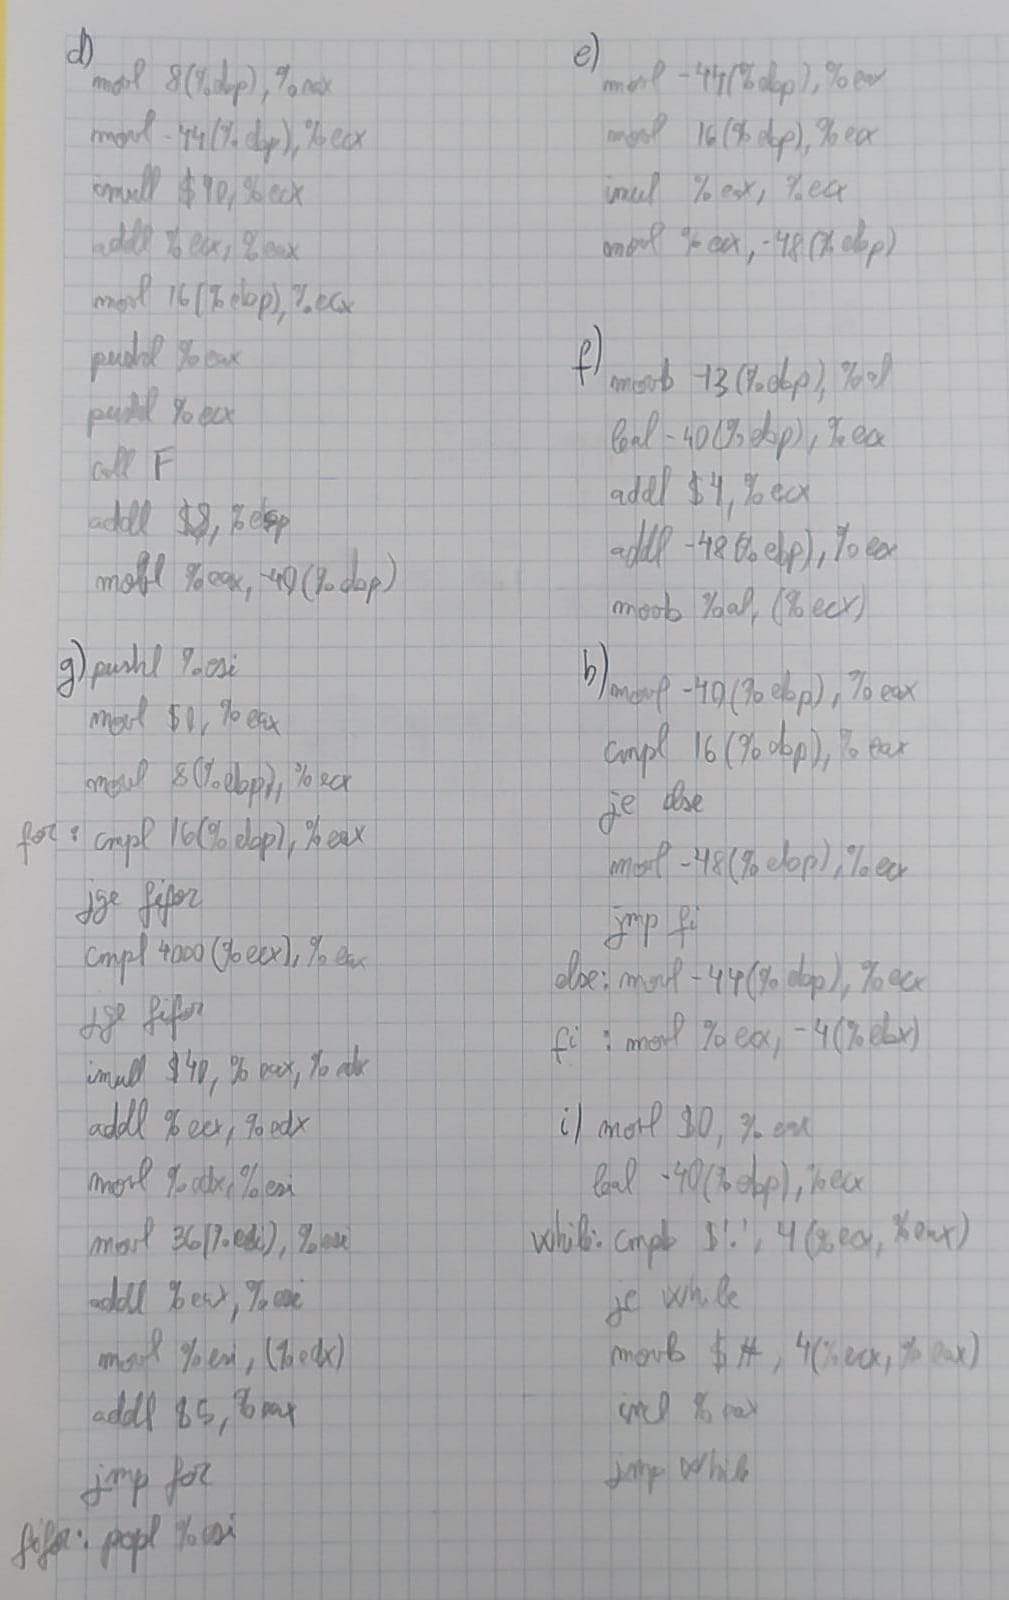 d)
movl 8(%ebp), %eax
movl -44(%ebp), %ecx
imull $40, %ecx
addl %ecx, %eax
movl 16(%ebp), %ecx
pushl %eax
pushl %ecx
call F
addl $8, %esp
movl %eax, -40(%ebp)
g) pushl %esi
movl $0, %eax
movl 8(%ebp), %ecx
for: cmpl 16(%ebp), %eax
jge fifor
cmpl 4000(%ecx), %eax
jge fifor
imull $40, %eax, %edx
addl %ecx, %edx
movl %edx, %esi
movl 36(%esi), %esi
addl %eax, %esi
movl %esi, (%edx)
addl $5, %eax
jmp for
fifor: popl %esi
e)
movl -44(%ebp), %eax
movl 16(%ebp), %ecx
imul %eax, %ecx
movl %ecx, -48(%ebp)
f)
movb -13(%ebp), %al
leal -40(%ebp), %ecx
addl $4, %ecx
addl -48(%ebp), %ecx
movb %al, (%ecx)
h)
movl -40(%ebp), %eax
cmpl 16(%ebp), %eax
je else
movl -48(%ebp), %ecx
jmp fi
else: movl -44(%ebp), %ecx
fi: movl %ecx, -4(%ebx)
i) movl $0, %eax
leal -40(%ebp), %ecx
while: cmpb $'.', 4(%ecx, %eax)
je while
movb $#, 4(%ecx, %eax)
incl %eax
jmp while